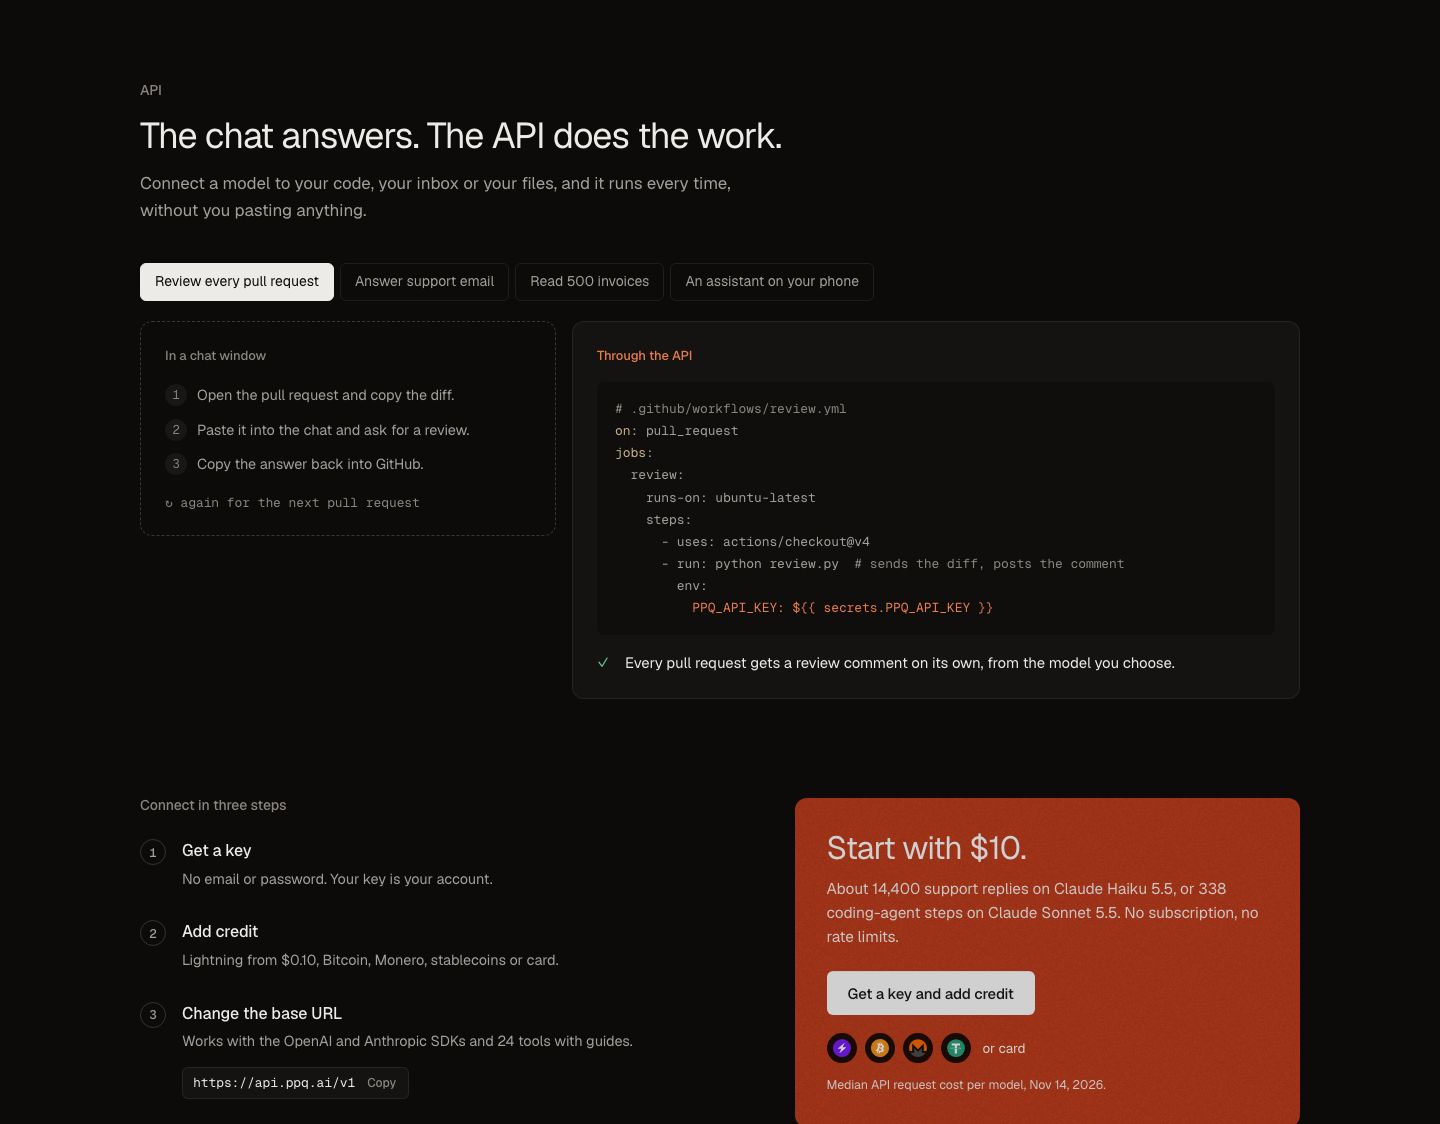 API
The chat answers. The API does the work.
Connect a model to your code, your inbox or your files, and it runs every time,
without you pasting anything.
Review every pull request
Answer support email
Read 500 invoices
An assistant on your phone
In a chat window
1 Open the pull request and copy the diff.
2 Paste it into the chat and ask for a review.
3 Copy the answer back into GitHub.
↻ again for the next pull request
Through the API
# .github/workflows/review.yml
on: pull_request
jobs:
  review:
    runs-on: ubuntu-latest
    steps:
      - uses: actions/checkout@v4
      - run: python review.py  # sends the diff, posts the comment
        env:
          PPQ_API_KEY: ${{ secrets.PPQ_API_KEY }}
✓ Every pull request gets a review comment on its own, from the model you choose.
Connect in three steps
1 Get a key
No email or password. Your key is your account.
2 Add credit
Lightning from $0.10, Bitcoin, Monero, stablecoins or card.
3 Change the base URL
Works with the OpenAI and Anthropic SDKs and 24 tools with guides.
https://api.ppq.ai/v1 Copy
Start with $10.
About 14,400 support replies on Claude Haiku 5.5, or 338
coding-agent steps on Claude Sonnet 5.5. No subscription, no
rate limits.
Get a key and add credit
or card
Median API request cost per model, Nov 14, 2026.